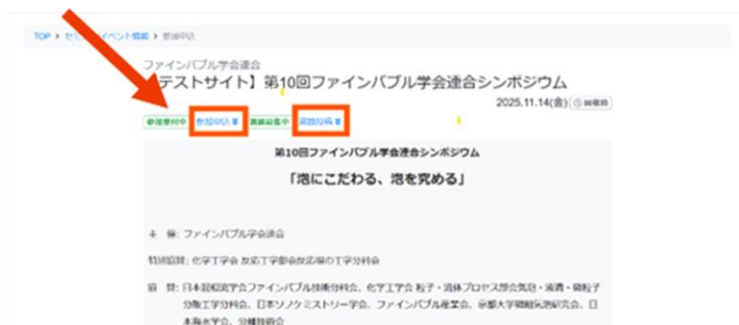 TOP > セミナー・イベント情報 > 参加申込
ファインバブル学会連合
【テストサイト】第10回ファインバブル学会連合シンポジウム
2025.11.14(金) 開催前
参加受付中 参加申込 講演募集中 演題投稿
第10回ファインバブル学会連合シンポジウム
「泡にこだわる、泡を究める」
主 催: ファインバブル学会連合
特別協賛: 化学工学会 反応工学部会反応場の工学分科会
協 賛: 日本混相流学会ファインバブル技術分科会、化学工学会 粒子・流体プロセス部会気泡・液滴・微粒子
分散工学分科会、日本ソノケミストリー学会、ファインバブル産業会、京都大学微細気泡研究会、日
本海水学会、分離技術会